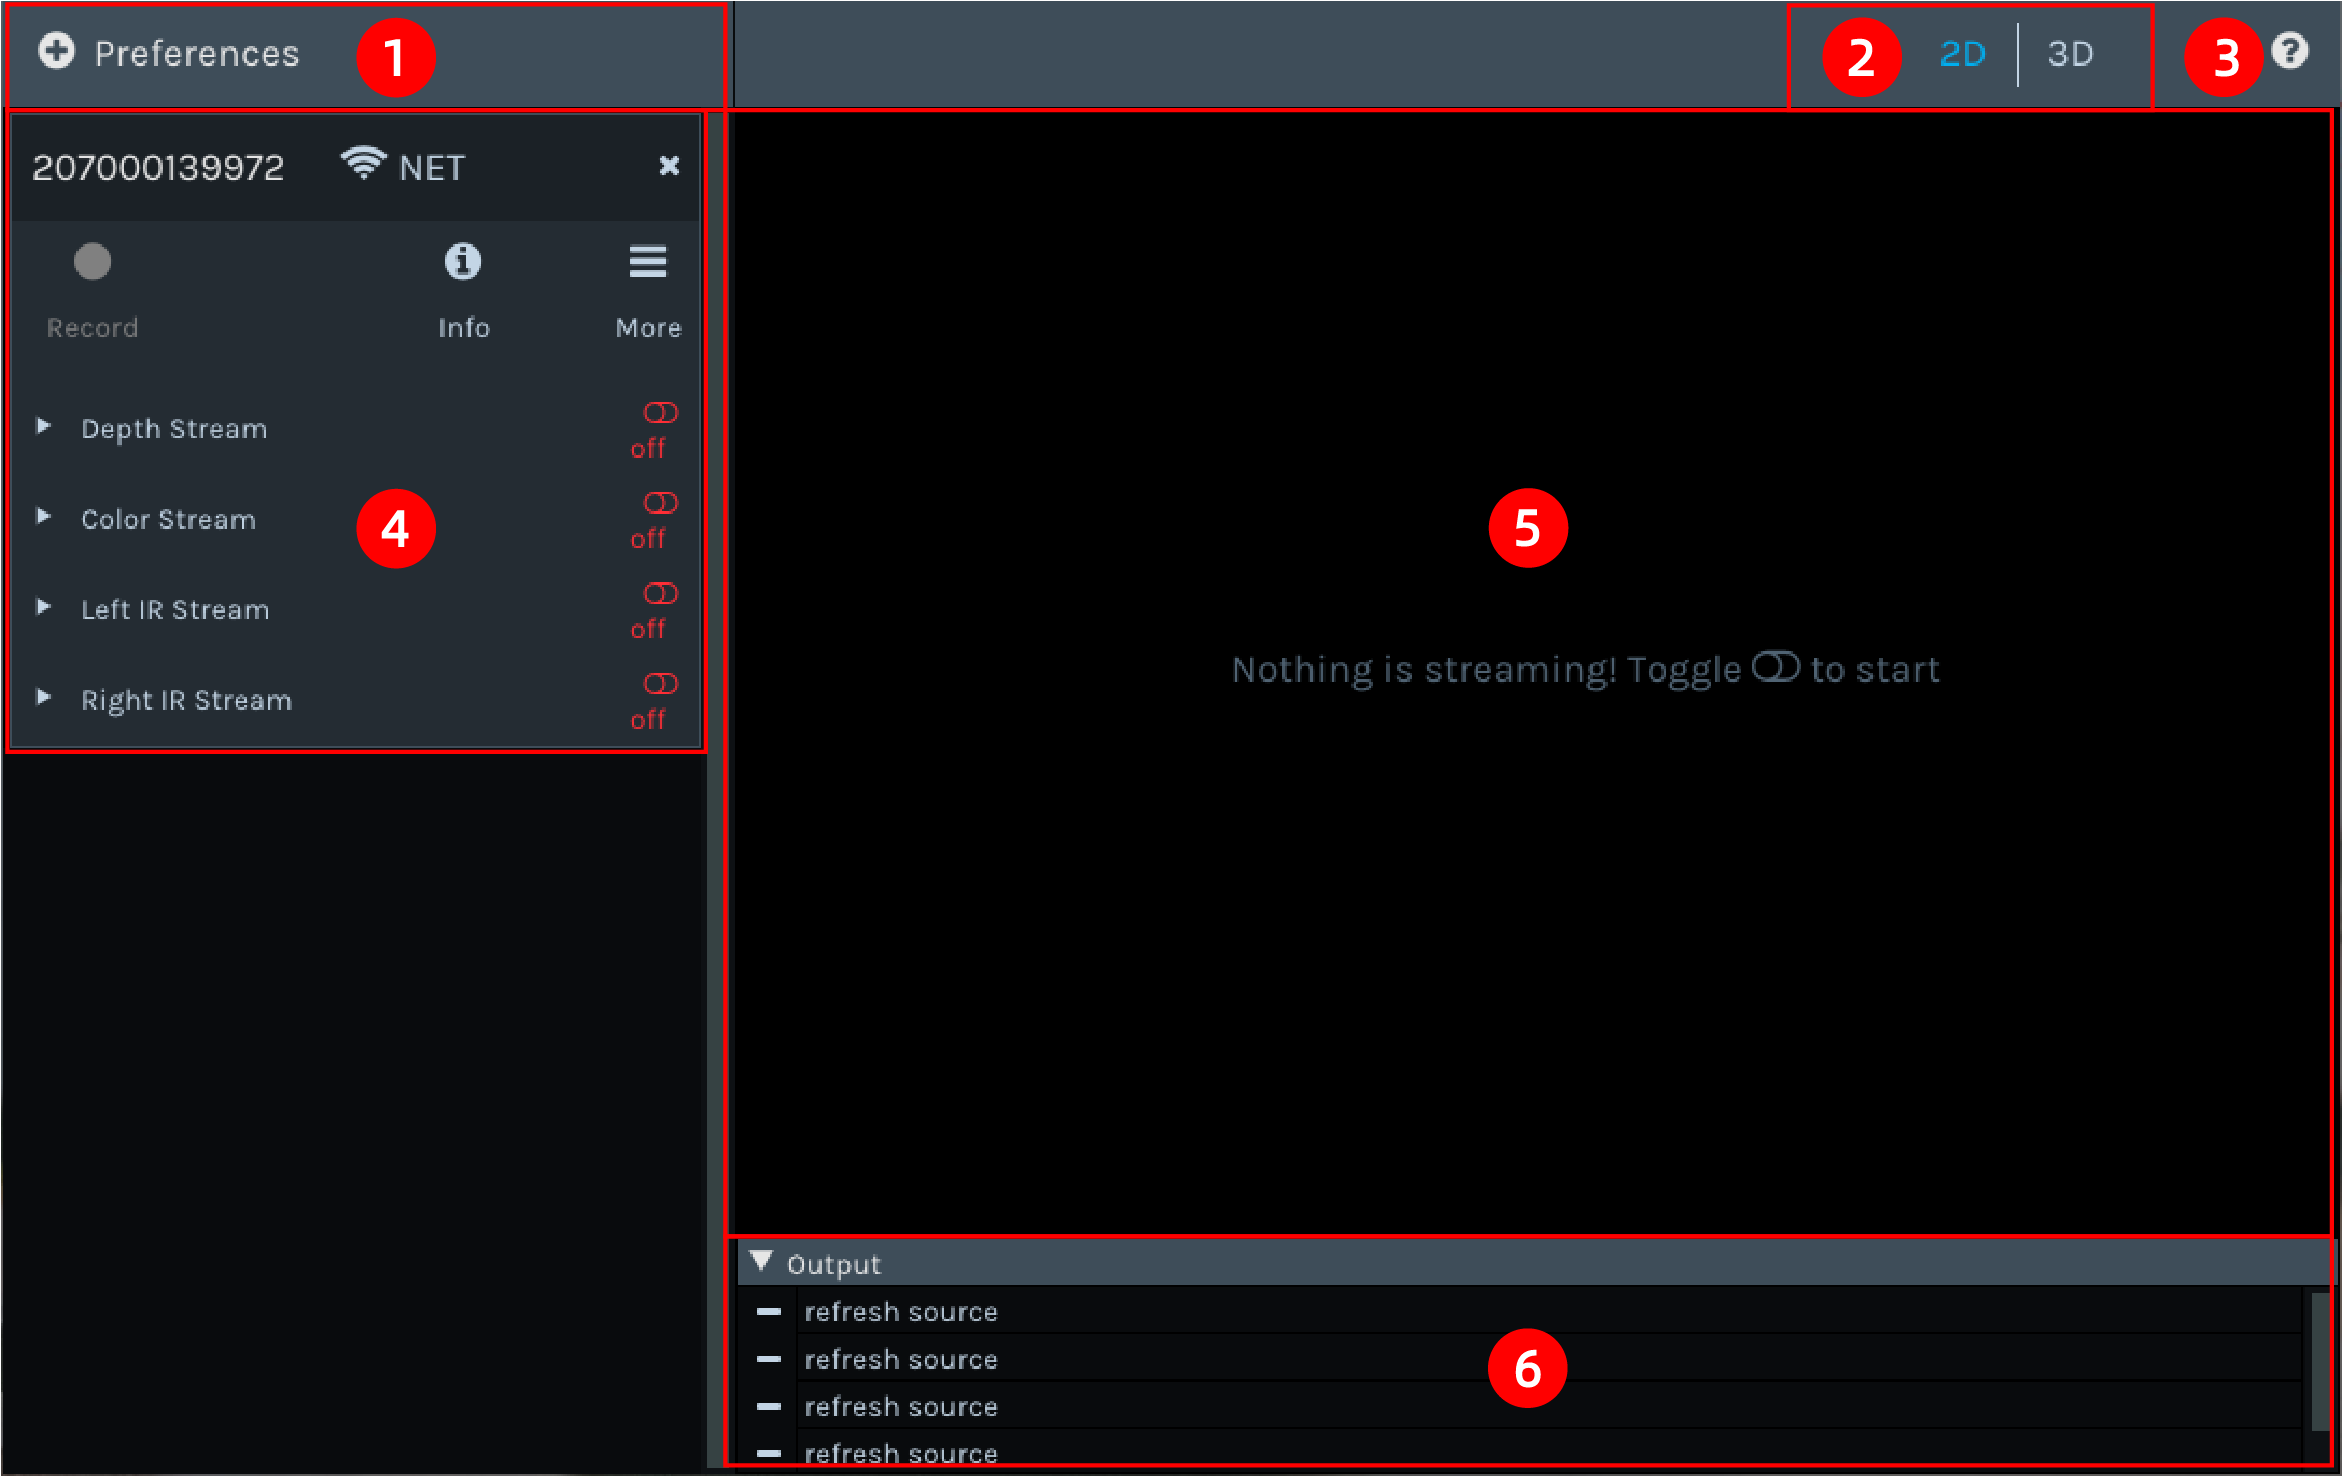 Preferences
1
2
2D
3D
3
207000139972
NET
Record
Info
More
Depth Stream
off
Color Stream
off
4
Left IR Stream
off
Right IR Stream
off
5
Nothing is streaming! Toggle to start
Output
refresh source
refresh source
6
refresh source
refresh source